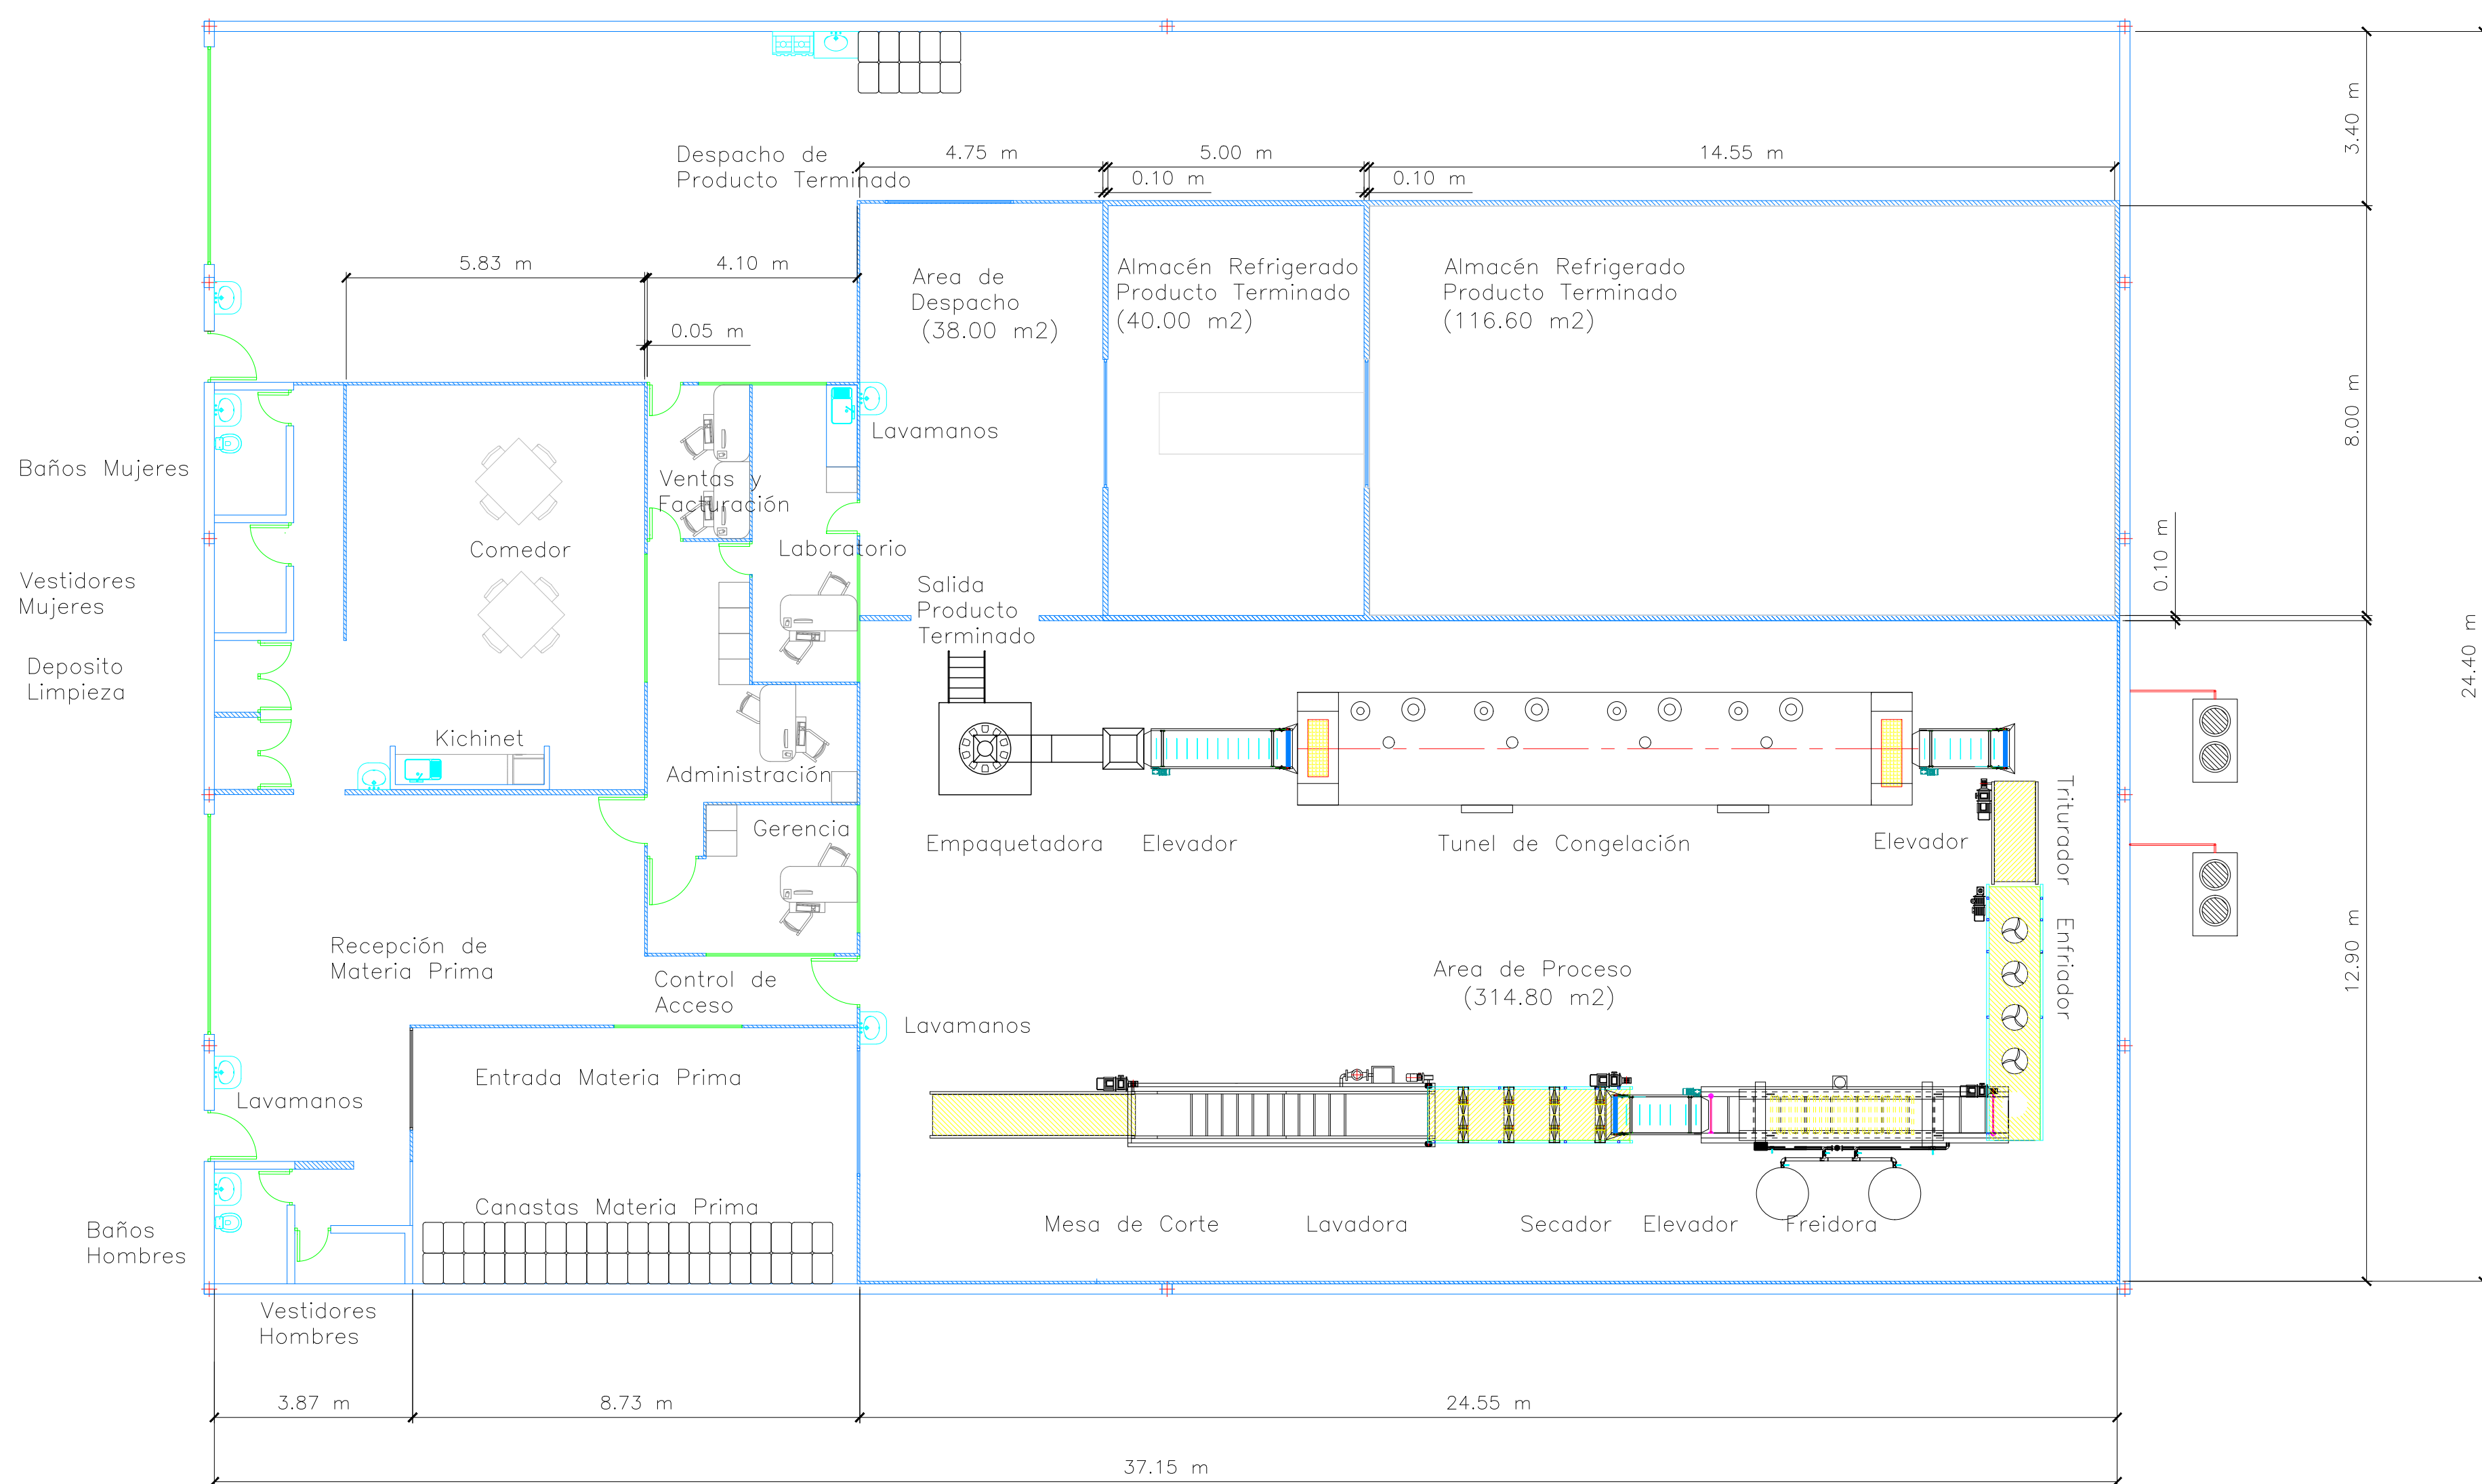 3.40 m
Despacho de
Producto Terminado
4.75 m
5.00 m
14.55 m
0.10 m
0.10 m
5.83 m
4.10 m
0.05 m
Area de
Despacho
(38.00 m2)
Almacén Refrigerado
Producto Terminado
(40.00 m2)
Almacén Refrigerado
Producto Terminado
(116.60 m2)
8.00 m
Lavamanos
Baños Mujeres
Ventas y
Facturación
Comedor
Laboratorio
0.10 m
Vestidores
Mujeres
Salida
Producto
Terminado
24.40 m
Deposito
Limpieza
Kichinet
Administración
Gerencia
Empaquetadora
Elevador
Tunel de Congelación
Elevador
Triturador
Enfriador
12.90 m
Recepción de
Materia Prima
Control de
Acceso
Area de Proceso
(314.80 m2)
Lavamanos
Entrada Materia Prima
Lavamanos
Canastas Materia Prima
Mesa de Corte
Lavadora
Secador
Elevador
Freidora
Baños
Hombres
Vestidores
Hombres
3.87 m
8.73 m
24.55 m
37.15 m